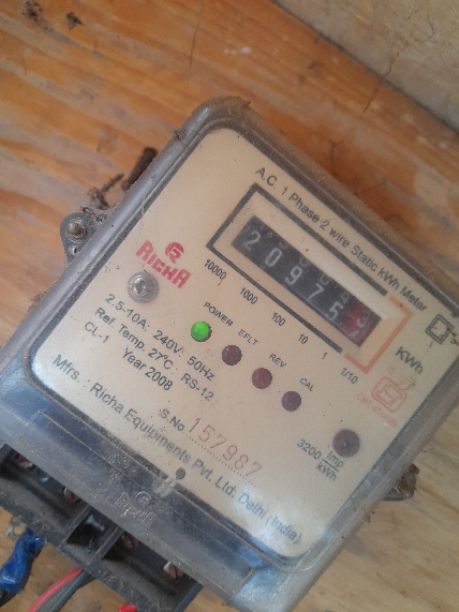 A.C. 1 Phase 2 wire Static kWh Meter
RICHA
20975
KWh
10000 1000 100 10 1 1/10
POWER EFLT REV CAL
2.5-10A: 240V: 50Hz
Ref. Temp. 27°C: RS-12
CL-1 Year 2008
S No 157987
3200 Imp/kWh
Mfrs.: Richa Equipments Pvt. Ltd. Delhi (India)